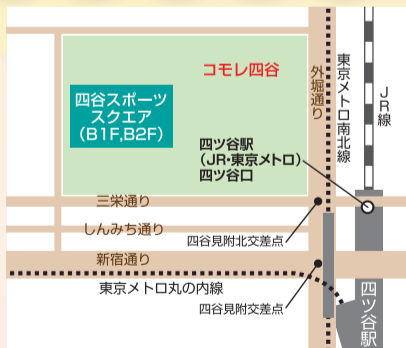 コモレ四谷
四谷スポーツ
スクエア
(B1F,B2F)
外堀通り
東京メトロ南北線
JR線
四ツ谷駅
(JR・東京メトロ)
四ツ谷口
三栄通り
しんみち通り
四谷見附北交差点
新宿通り
東京メトロ丸の内線
四谷見附交差点
四ツ谷駅